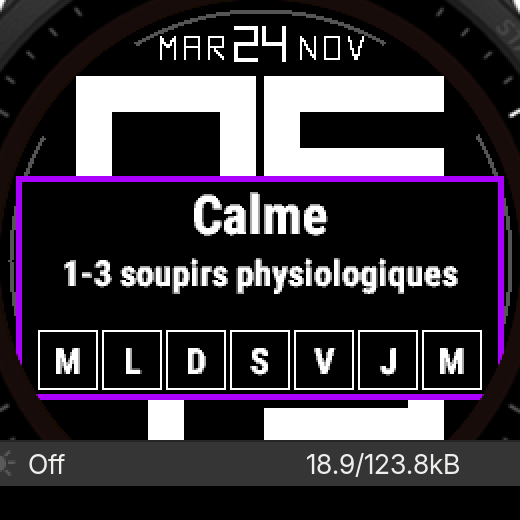 MAR 24 NOV
Calme
1-3 soupirs physiologiques
M L D S V J M
Off 18.9/123.8kB